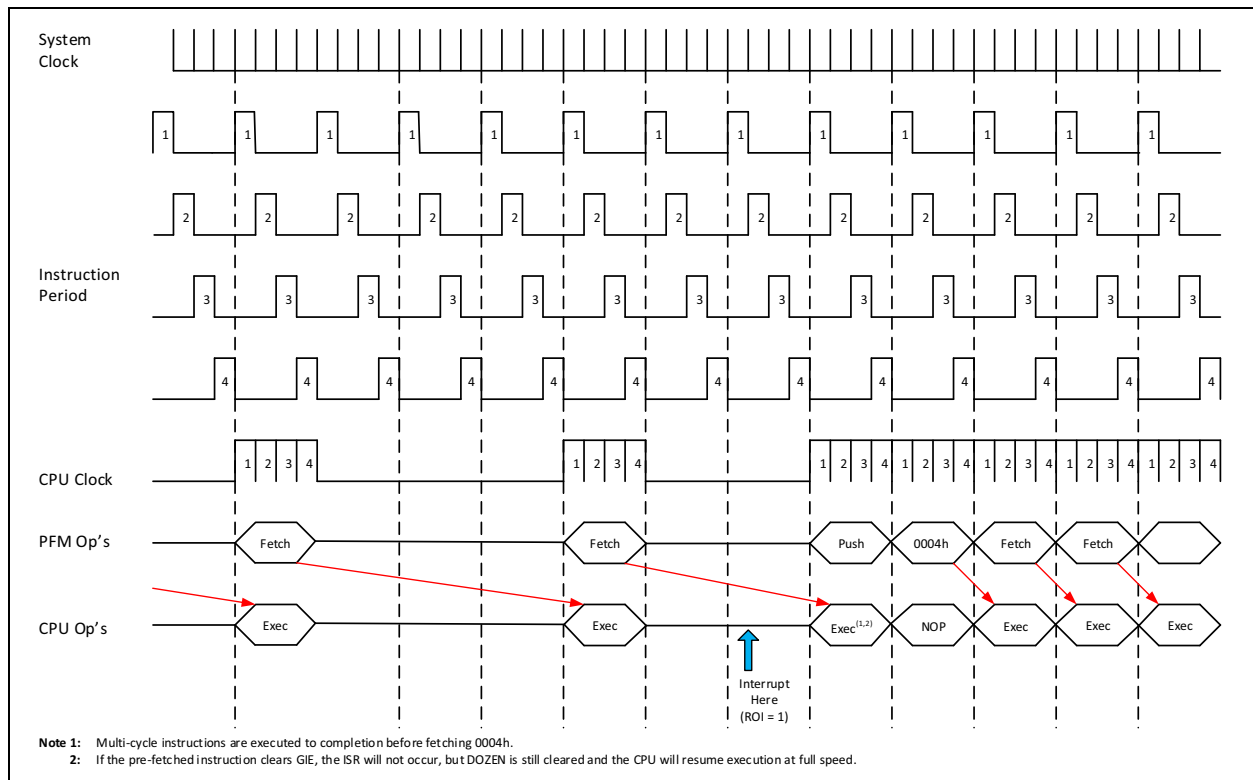 System
Clock
1 1 1 1 1 1 1 1 1 1 1 1 1
2 2 2 2 2 2 2 2 2 2 2 2 2
Instruction
Period
3 3 3 3 3 3 3 3 3 3 3 3 3
4 4 4 4 4 4 4 4 4 4 4 4 4
CPU Clock
1 2 3 4 1 2 3 4 1 2 3 4 1 2 3 4 1 2 3 4 1 2 3 4 1 2 3 4
PFM Op's Fetch Fetch Push 0004h Fetch Fetch
CPU Op's Exec Exec Exec(1,2) NOP Exec Exec Exec
Interrupt
Here
(ROI = 1)
Note 1: Multi-cycle instructions are executed to completion before fetching 0004h.
2: If the pre-fetched instruction clears GIE, the ISR will not occur, but DOZEN is still cleared and the CPU will resume execution at full speed.